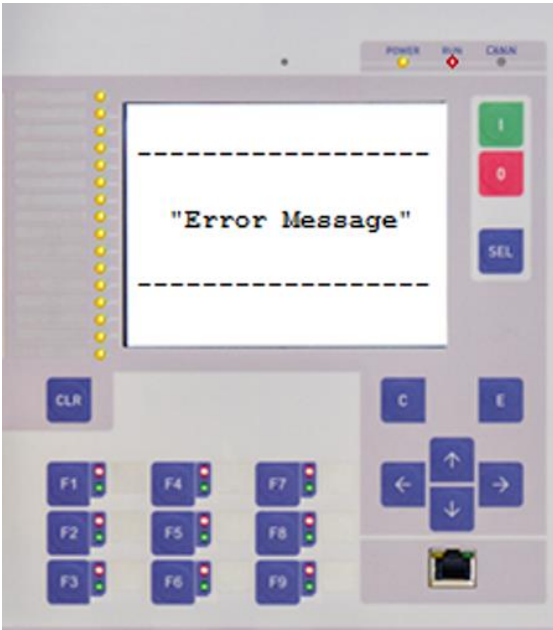 POWER RUN CAN/N
------------------
"Error Message"
------------------
I
0
SEL
CLR
C
E
F1
F4
F7
↑
←
→
F2
F5
F8
↓
F3
F6
F9